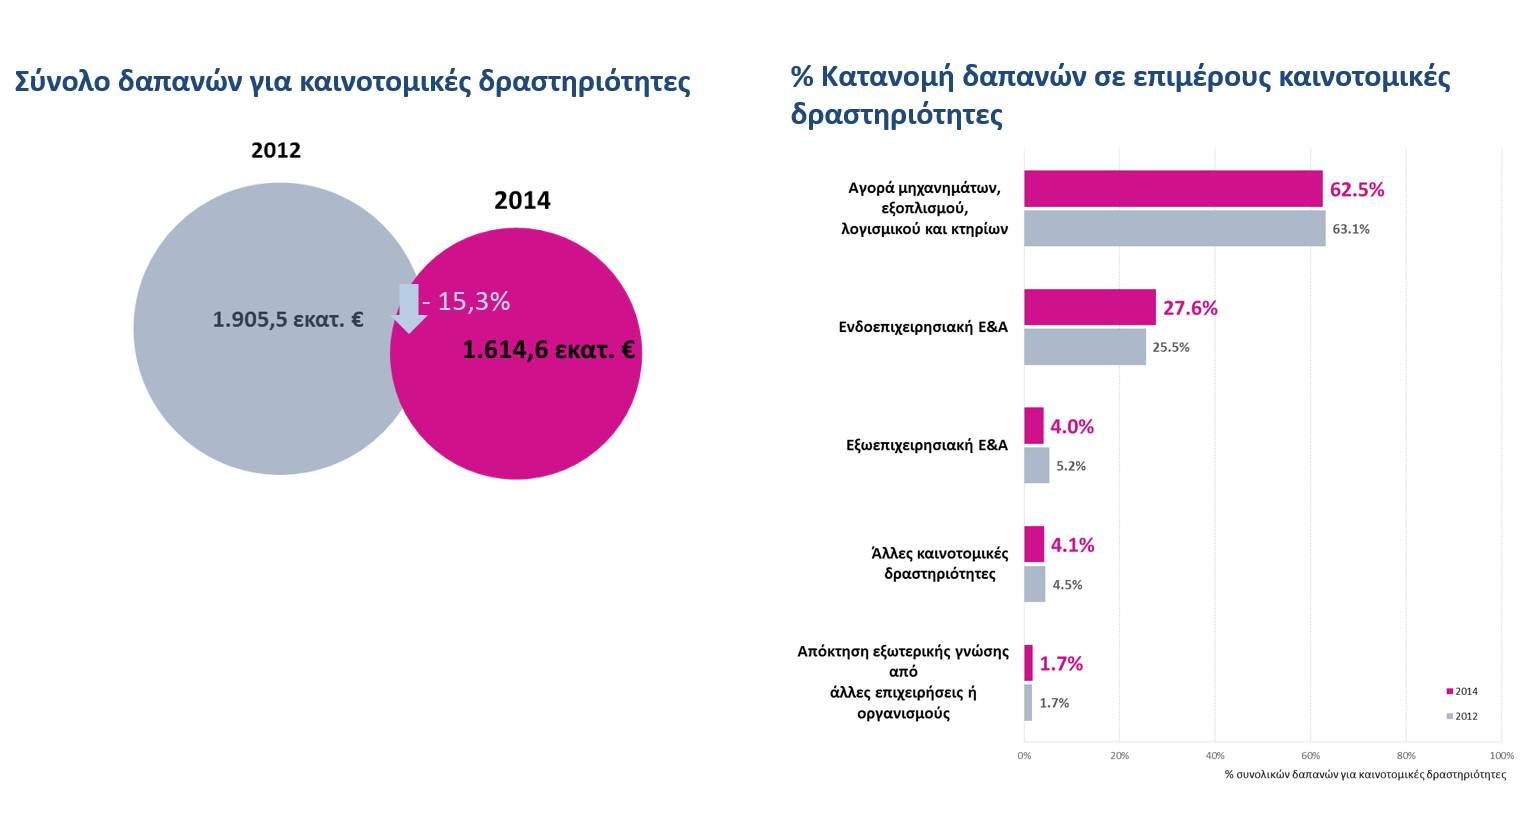 Σύνολο δαπανών για καινοτομικές δραστηριότητες
2012
2014
1.905,5 εκατ. €
- 15,3%
1.614,6 εκατ. €
% Κατανομή δαπανών σε επιμέρους καινοτομικές
δραστηριότητες
Αγορά μηχανημάτων,
εξοπλισμού,
λογισμικού και κτηρίων
62.5%
63.1%
Ενδοεπιχειρησιακή Ε&Α
27.6%
25.5%
Εξωεπιχειρησιακή Ε&Α
4.0%
5.2%
Άλλες καινοτομικές
δραστηριότητες
4.1%
4.5%
Απόκτηση εξωτερικής γνώσης
από
άλλες επιχειρήσεις ή
οργανισμούς
1.7%
1.7%
2014
2012
0% 20% 40% 60% 80% 100%
% συνολικών δαπανών για καινοτομικές δραστηριότητες